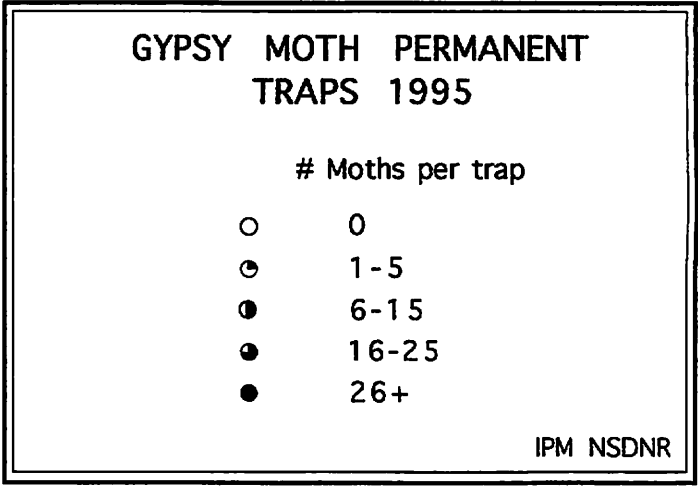 GYPSY MOTH PERMANENT
TRAPS 1995
# Moths per trap
0
1-5
6-15
16-25
26+
IPM NSDNR